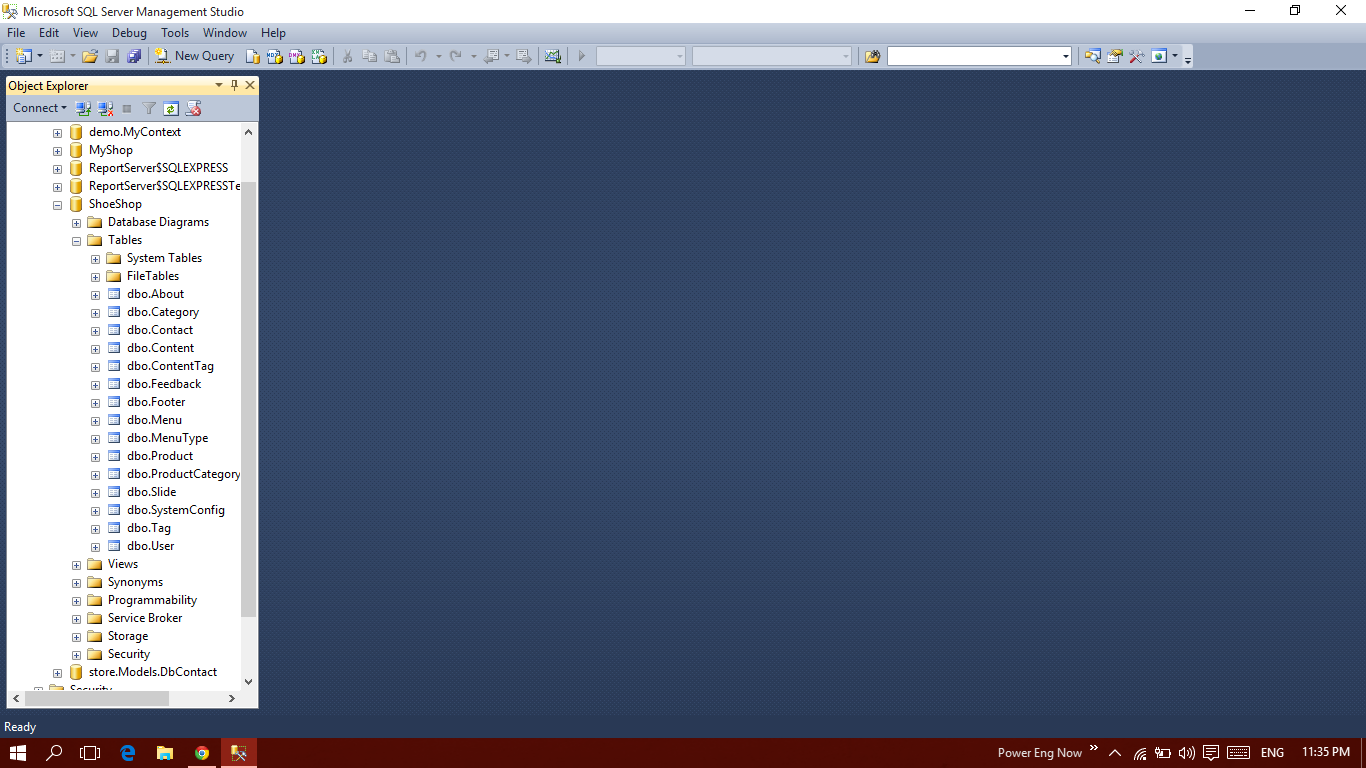 Microsoft SQL Server Management Studio
File Edit View Debug Tools Window Help
New Query
Object Explorer
Connect
demo.MyContext
MyShop
ReportServer$SQLEXPRESS
ReportServer$SQLEXPRESSTe
ShoeShop
Database Diagrams
Tables
System Tables
FileTables
dbo.About
dbo.Category
dbo.Contact
dbo.Content
dbo.ContentTag
dbo.Feedback
dbo.Footer
dbo.Menu
dbo.MenuType
dbo.Product
dbo.ProductCategory
dbo.Slide
dbo.SystemConfig
dbo.Tag
dbo.User
Views
Synonyms
Programmability
Service Broker
Storage
Security
store.Models.DbContact
Security
Ready
Power Eng Now ENG 11:35 PM